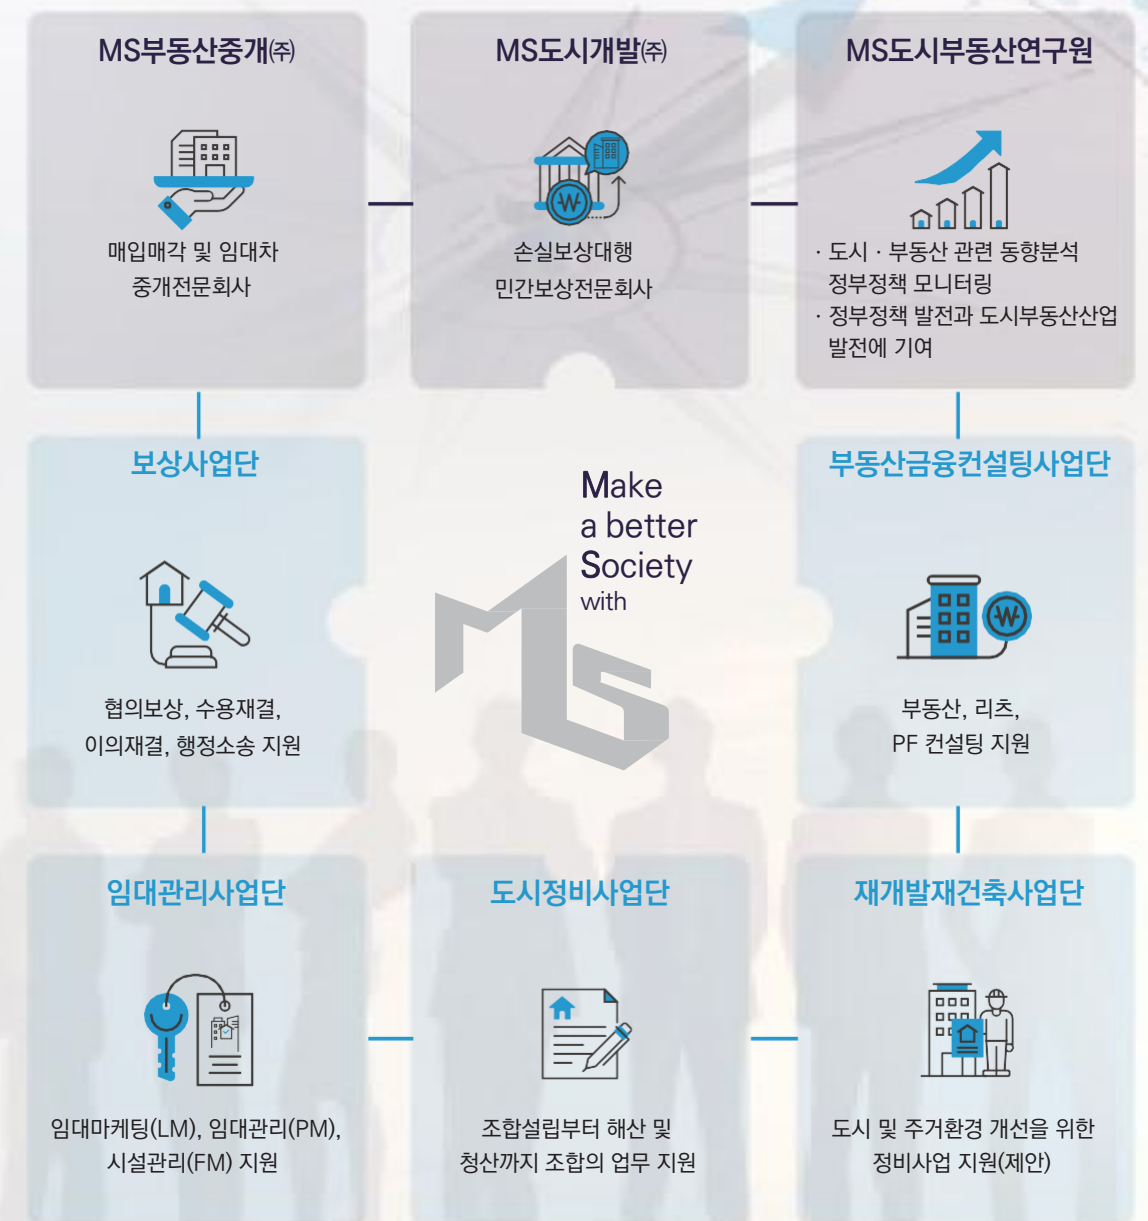 MS부동산중개㈜
매입매각 및 임대차
중개전문회사
MS도시개발㈜
손실보상대행
민간보상전문회사
MS도시부동산연구원
· 도시 · 부동산 관련 동향분석
정부정책 모니터링
· 정부정책 발전과 도시부동산산업
발전에 기여
보상사업단
협의보상, 수용재결,
이의재결, 행정소송 지원
Make
a better
Society
with
MS
부동산금융컨설팅사업단
부동산, 리츠,
PF 컨설팅 지원
임대관리사업단
임대마케팅(LM), 임대관리(PM),
시설관리(FM) 지원
도시정비사업단
조합설립부터 해산 및
청산까지 조합의 업무 지원
재개발재건축사업단
도시 및 주거환경 개선을 위한
정비사업 지원(제안)